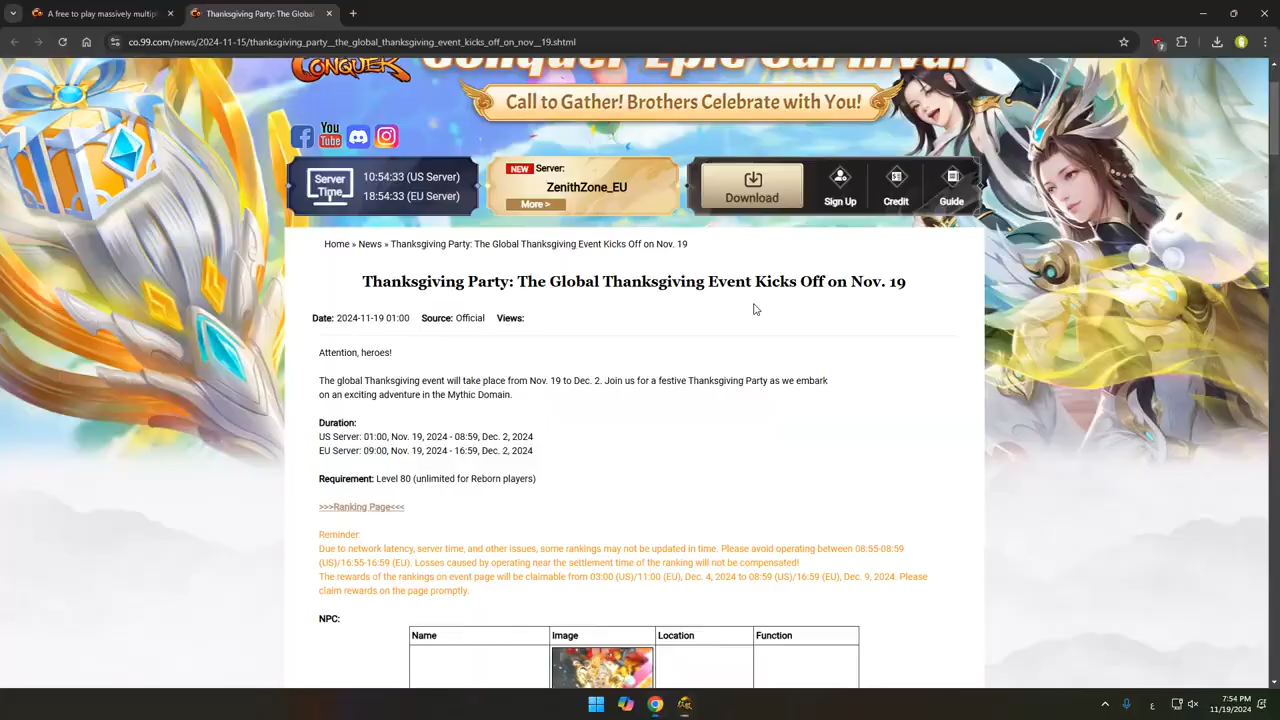 A free to play massively multipl
Thanksgiving Party: The Global
co.99.com/news/2024-11-15/thanksgiving_party__the_global_thanksgiving_event_kicks_off_on_nov__19.shtml
CONQUER
Conquer Epic Carnival
Call to Gather! Brothers Celebrate with You!
You
Tube
Server
Time
10:54:33 (US Server)
18:54:33 (EU Server)
NEW Server:
ZenithZone_EU
More >
Download
Sign Up
Credit
Guide
Home » News » Thanksgiving Party: The Global Thanksgiving Event Kicks Off on Nov. 19
Thanksgiving Party: The Global Thanksgiving Event Kicks Off on Nov. 19
Date: 2024-11-19 01:00 Source: Official Views:
Attention, heroes!
The global Thanksgiving event will take place from Nov. 19 to Dec. 2. Join us for a festive Thanksgiving Party as we embark
on an exciting adventure in the Mythic Domain.
Duration:
US Server: 01:00, Nov. 19, 2024 - 08:59, Dec. 2, 2024
EU Server: 09:00, Nov. 19, 2024 - 16:59, Dec. 2, 2024
Requirement: Level 80 (unlimited for Reborn players)
>>>Ranking Page<<<
Reminder:
Due to network latency, server time, and other issues, some rankings may not be updated in time. Please avoid operating between 08:55-08:59
(US)/16:55-16:59 (EU). Losses caused by operating near the settlement time of the ranking will not be compensated!
The rewards of the rankings on event page will be claimable from 03:00 (US)/11:00 (EU), Dec. 4, 2024 to 08:59 (US)/16:59 (EU), Dec. 9, 2024. Please
claim rewards on the page promptly.
NPC:
Name Image Location Function
ع
7:54 PM
11/19/2024